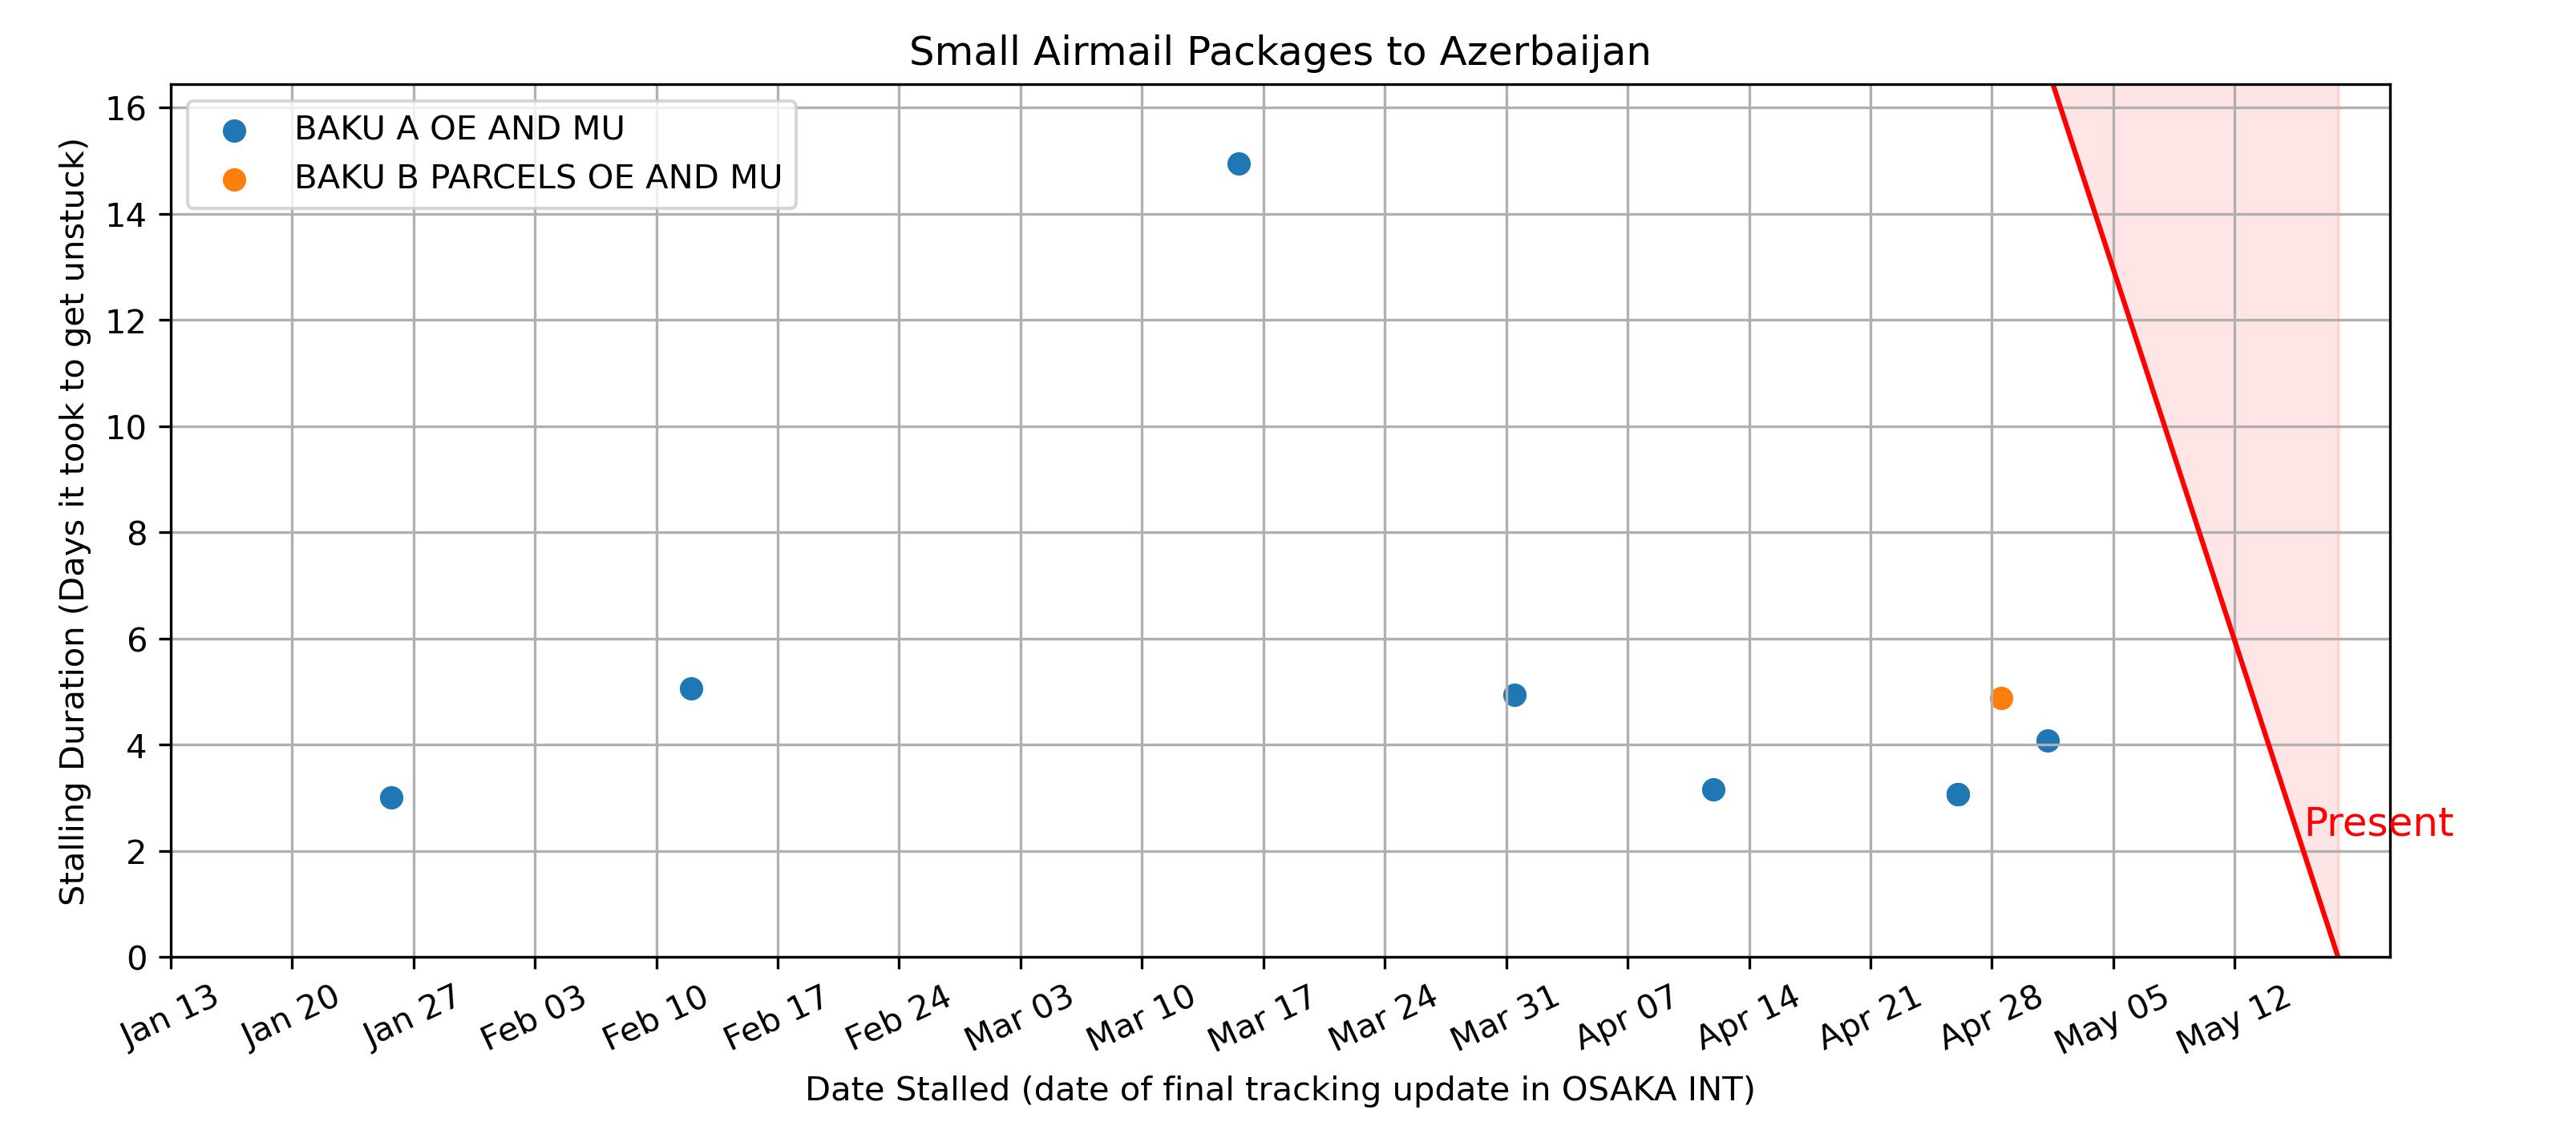 Small Airmail Packages to Azerbaijan
BAKU A OE AND MU
BAKU B PARCELS OE AND MU
Stalling Duration (Days it took to get unstuck)
16
14
12
10
8
6
4
2
0
Present
Jan 13
Jan 20
Jan 27
Feb 03
Feb 10
Feb 17
Feb 24
Mar 03
Mar 10
Mar 17
Mar 24
Mar 31
Apr 07
Apr 14
Apr 21
Apr 28
May 05
May 12
Date Stalled (date of final tracking update in OSAKA INT)